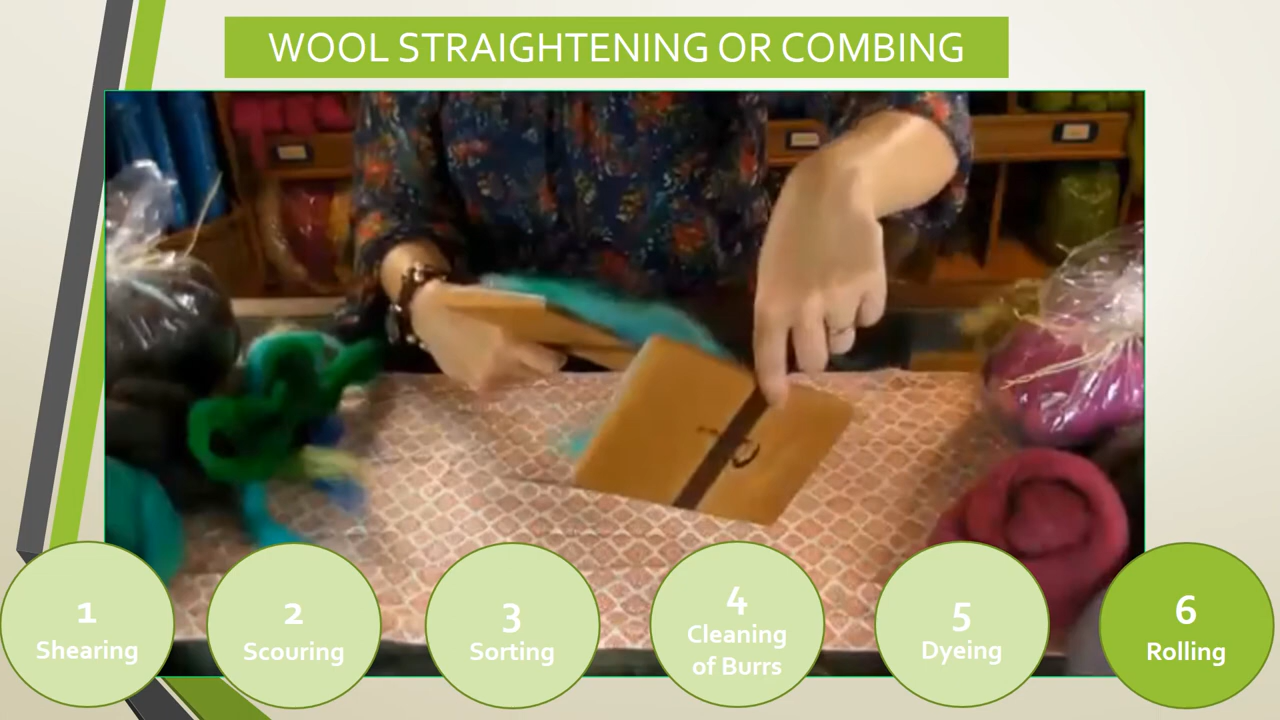 WOOL STRAIGHTENING OR COMBING
1
Shearing
2
Scouring
3
Sorting
4
Cleaning
of Burrs
5
Dyeing
6
Rolling